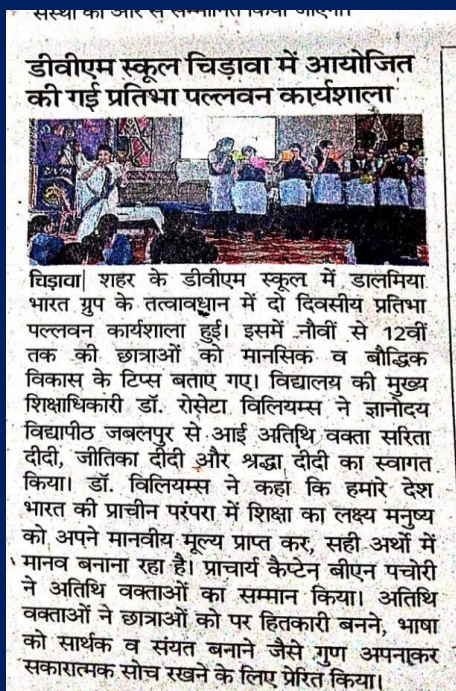 संस्था की ओर से सम्मानित किया जाएगा।
डीवीएम स्कूल चिड़ावा में आयोजित
की गई प्रतिभा पल्लवन कार्यशाला
चिड़ावा| शहर के डीवीएम स्कूल में डालमिया
भारत ग्रुप के तत्वावधान में दो दिवसीय प्रतिभा
पल्लवन कार्यशाला हुई। इसमें नौवीं से 12वीं
तक की छात्राओं को मानसिक व बौद्धिक
विकास के टिप्स बताए गए। विद्यालय की मुख्य
शिक्षाधिकारी डॉ. रोसेटा विलियम्स ने ज्ञानोदय
विद्यापीठ जबलपुर से आई अतिथि वक्ता सरिता
दीदी, जीतिका दीदी और श्रद्धा दीदी का स्वागत
किया। डॉ. विलियम्स ने कहा कि हमारे देश
भारत की प्राचीन परंपरा में शिक्षा का लक्ष्य मनुष्य
को अपने मानवीय मूल्य प्राप्त कर, सही अर्थो में
मानव बनाना रहा है। प्राचार्य कैप्टेन बीएन पचोरी
ने अतिथि वक्ताओं का सम्मान किया। अतिथि
वक्ताओं ने छात्राओं को पर हितकारी बनने, भाषा
को सार्थक व संयत बनाने जैसे गुण अपनाकर
सकारात्मक सोच रखने के लिए प्रेरित किया।